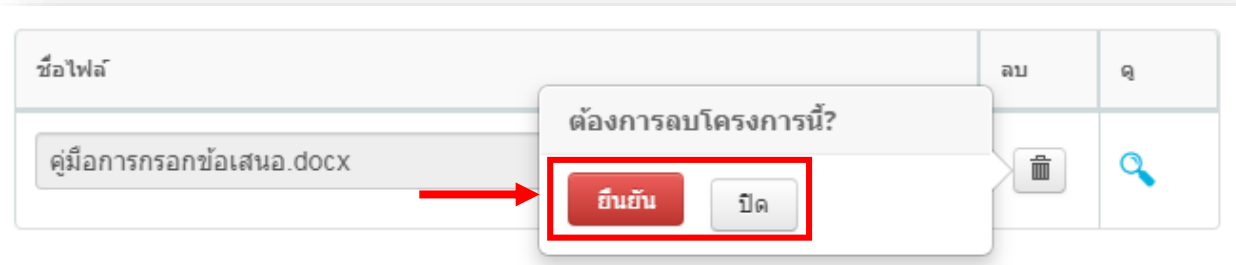 ชื่อไฟล์ ลบ ดู
ต้องการลบโครงการนี้?
คู่มือการกรอกข้อเสนอ.docx
ยืนยัน ปิด